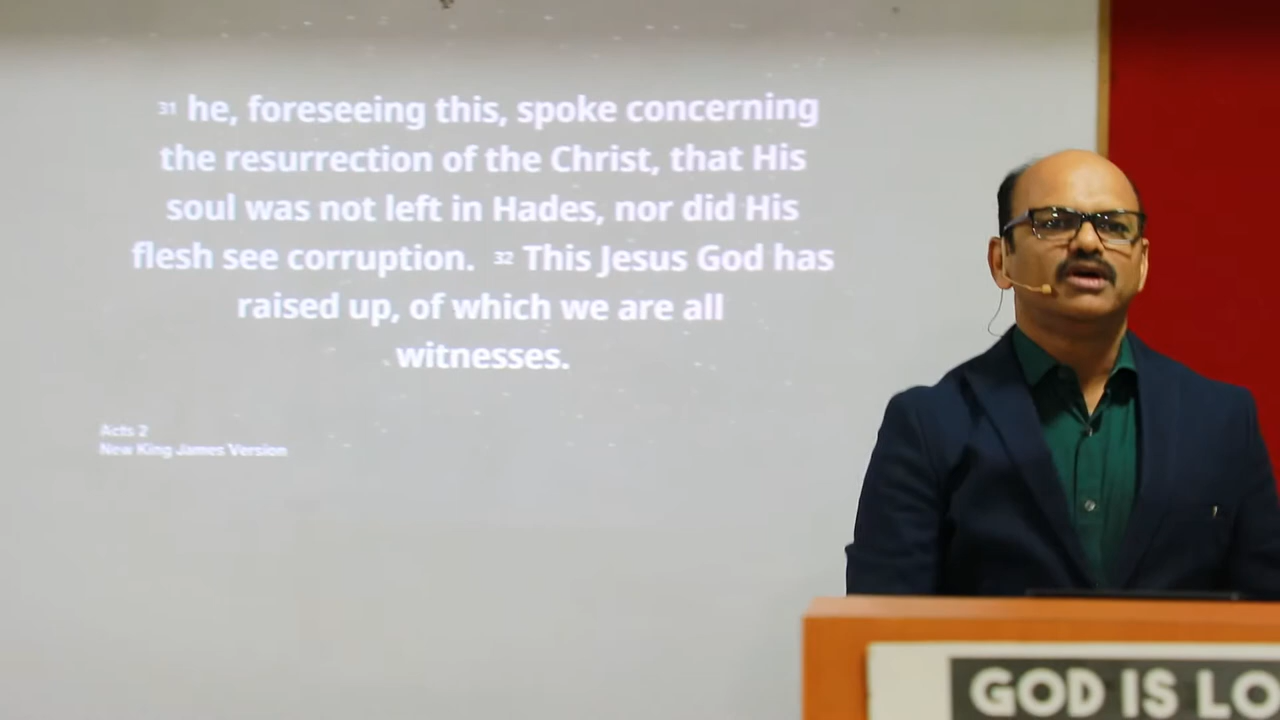 31 he, foreseeing this, spoke concerning
the resurrection of the Christ, that His
soul was not left in Hades, nor did His
flesh see corruption. 32 This Jesus God has
raised up, of which we are all
witnesses.
Acts 2
New King James Version
GOD IS LO